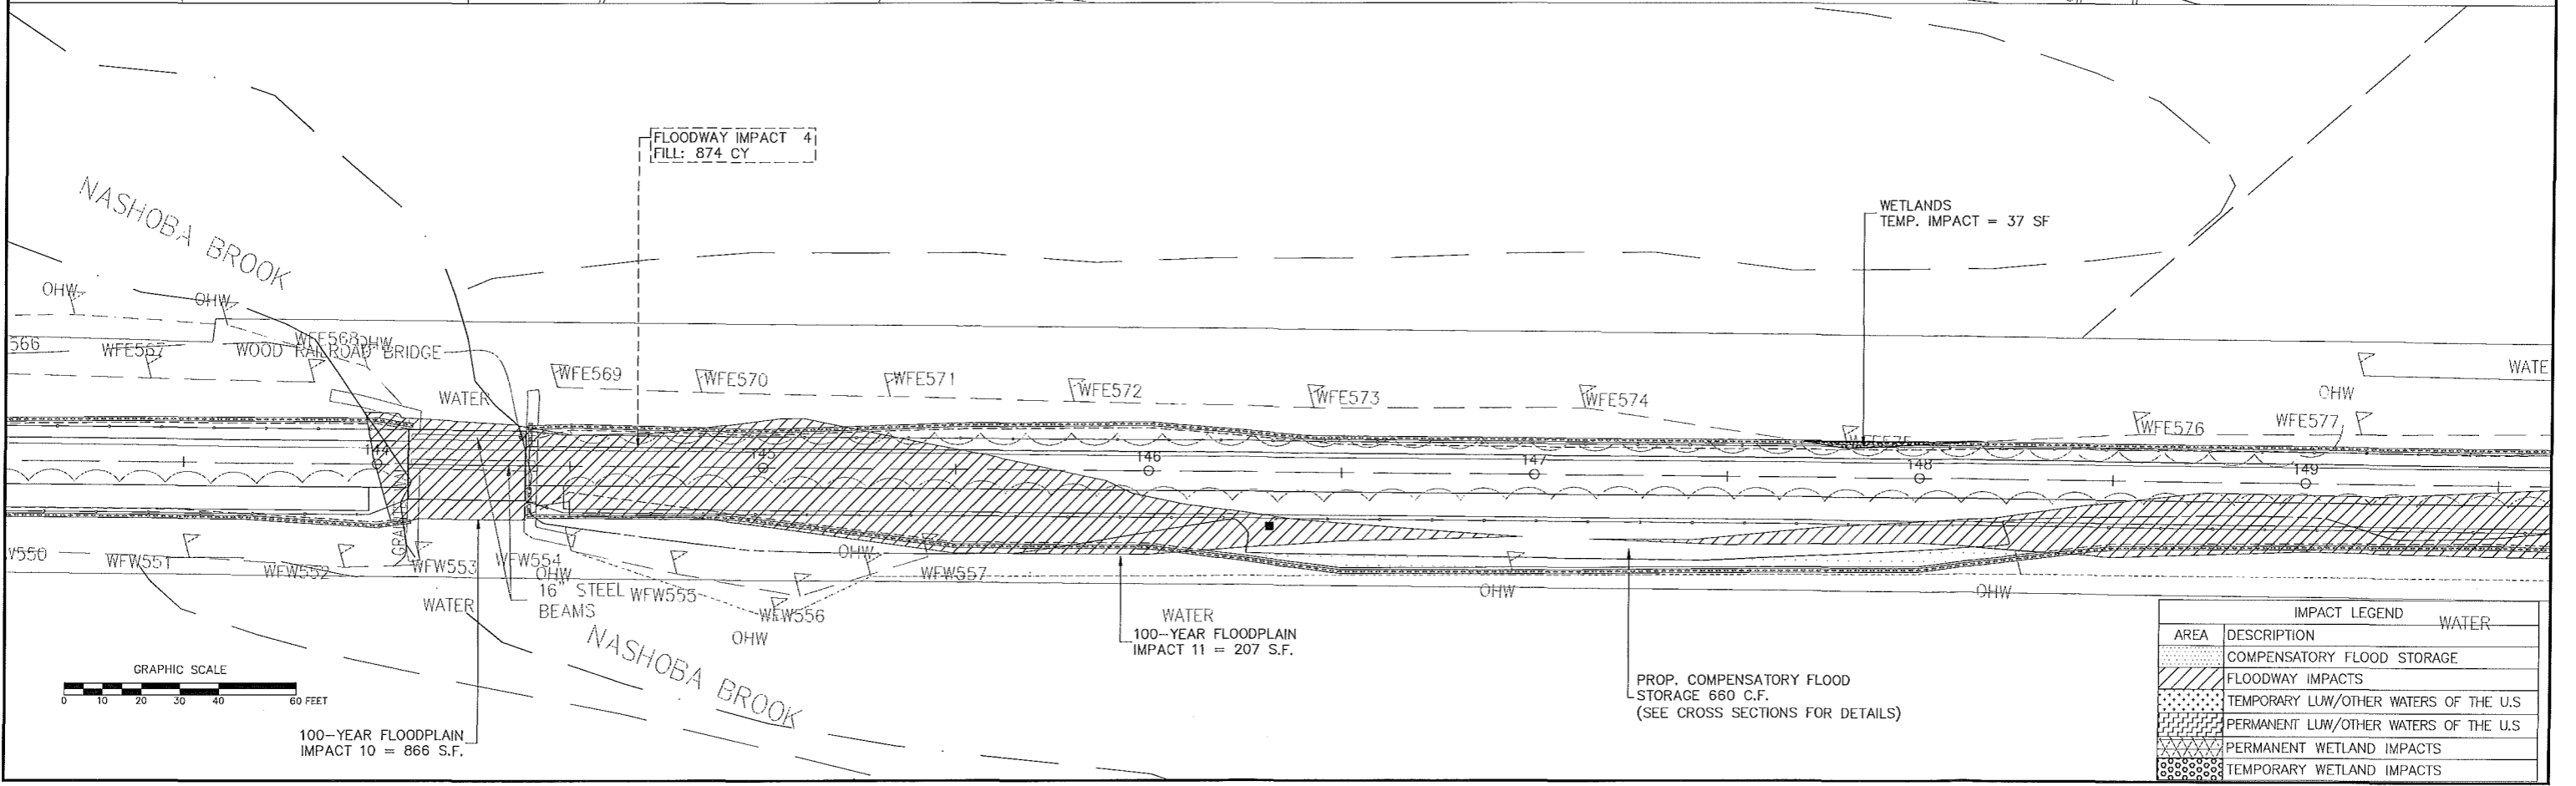 FLOODWAY IMPACT 4
FILL: 874 CY
NASHOBA BROOK
WETLANDS
TEMP. IMPACT = 37 SF
OHW
OHW
566
WFE567
WFE568
OHW
WOOD RAILROAD BRIDGE
WATER
WFE569
WFE570
WFE571
WFE572
WFE573
WFE574
WFE576
WFE577
OHW
WATE
144
145
146
147
148
149
W550
WFW551
WFW552
WFW553
WFW554
OHW
16" STEEL
BEAMS
WFW555
WFW556
OHW
OHW
WFW557
WATER
NASHOBA BROOK
WATER
100-YEAR FLOODPLAIN
IMPACT 11 = 207 S.F.
OHW
OHW
PROP. COMPENSATORY FLOOD
STORAGE 660 C.F.
(SEE CROSS SECTIONS FOR DETAILS)
GRAPHIC SCALE
0 10 20 30 40 60 FEET
100-YEAR FLOODPLAIN
IMPACT 10 = 866 S.F.
IMPACT LEGEND
WATER
AREA DESCRIPTION
COMPENSATORY FLOOD STORAGE
FLOODWAY IMPACTS
TEMPORARY LUW/OTHER WATERS OF THE U.S
PERMANENT LUW/OTHER WATERS OF THE U.S
PERMANENT WETLAND IMPACTS
TEMPORARY WETLAND IMPACTS